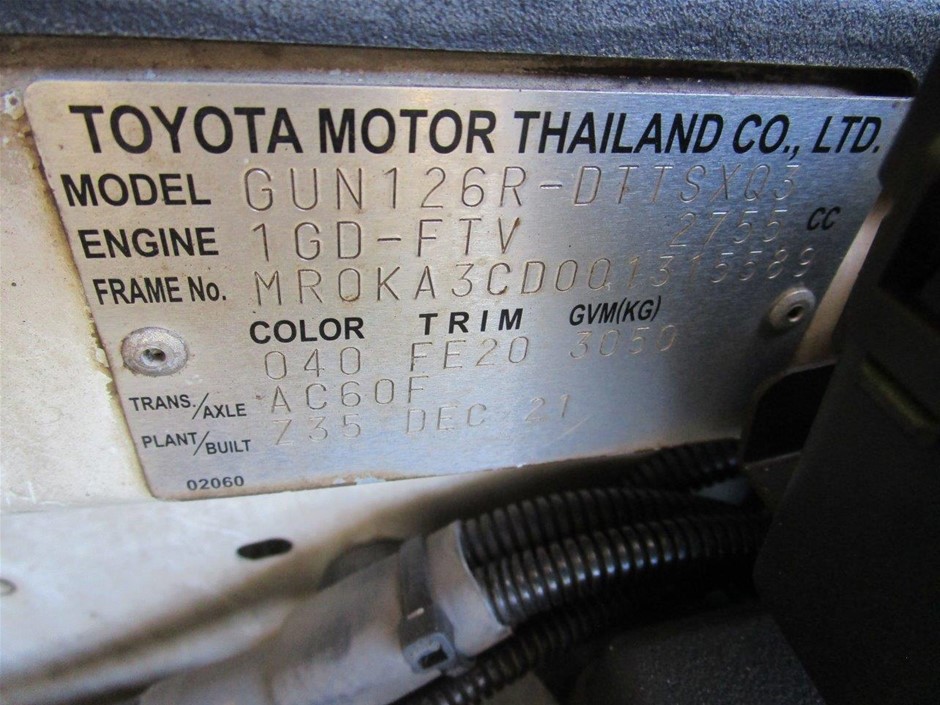 TOYOTA MOTOR THAILAND CO., LTD.
MODEL GUN126R-DTTSXQ3
ENGINE 1GD-FTV 2755 CC
FRAME No. MR0KA3CD001315589
COLOR TRIM GVM(KG)
040 FE20 3050
TRANS./AXLE AC60F
PLANT/BUILT Z35 DEC 21
02060